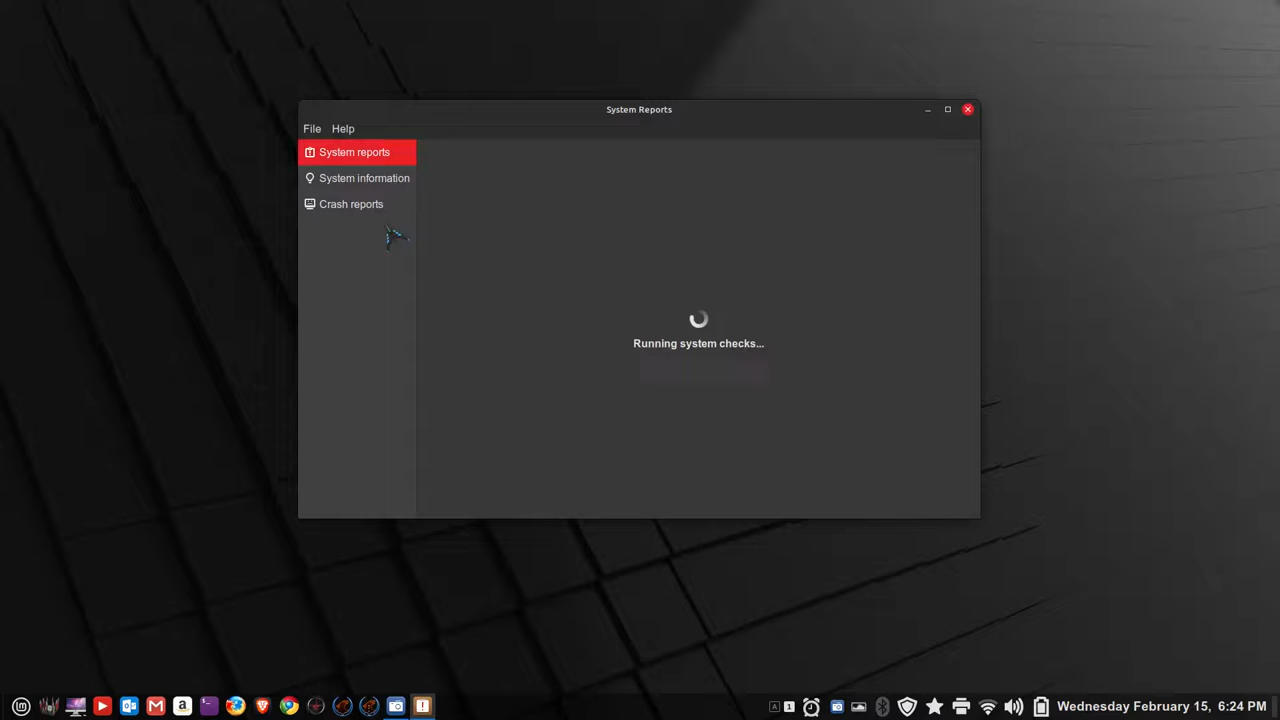 System Reports
File Help
System reports
System information
Crash reports
Running system checks...
A 1 Wednesday February 15, 6:24 PM